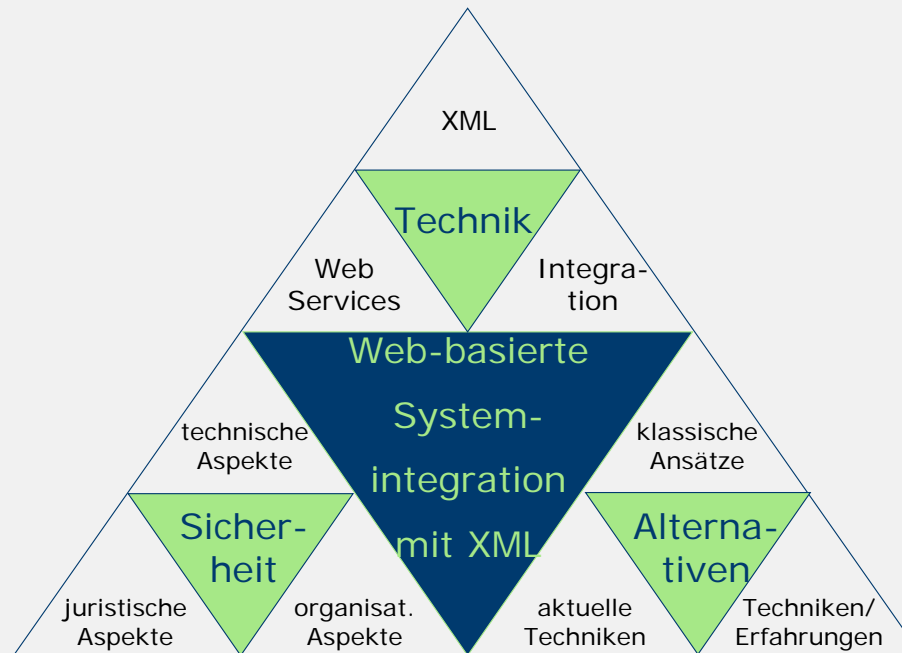 XML
Technik
Web
Services
Integra-
tion
Web-basierte
System-
integration
mit XML
technische
Aspekte
klassische
Ansätze
Sicher-
heit
Alterna-
tiven
juristische
Aspekte
organisat.
Aspekte
aktuelle
Techniken
Techniken/
Erfahrungen